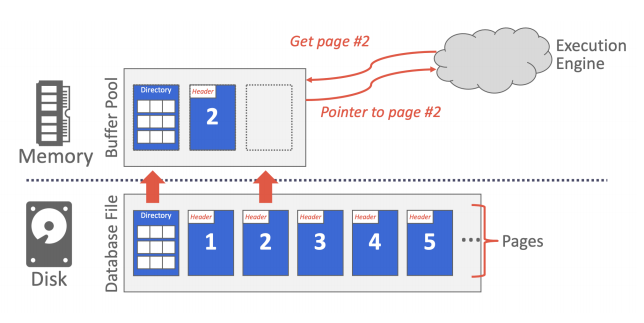 Get page #2
Execution
Engine
Buffer Pool
Directory
Header
2
Pointer to page #2
Memory
Database File
Directory
Header
1
Header
2
Header
3
Header
4
Header
5
...
Pages
Disk